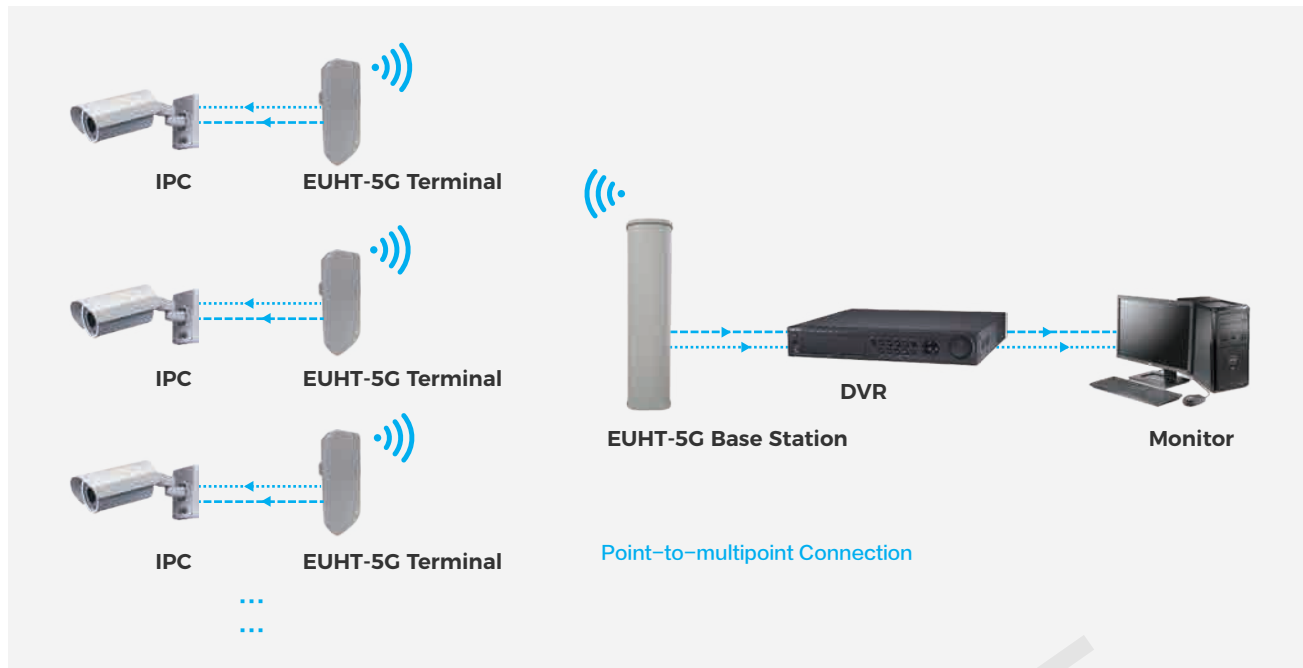 IPC
EUHT-5G Terminal
IPC
EUHT-5G Terminal
EUHT-5G Base Station
DVR
Monitor
IPC
EUHT-5G Terminal
Point-to-multipoint Connection
...
...